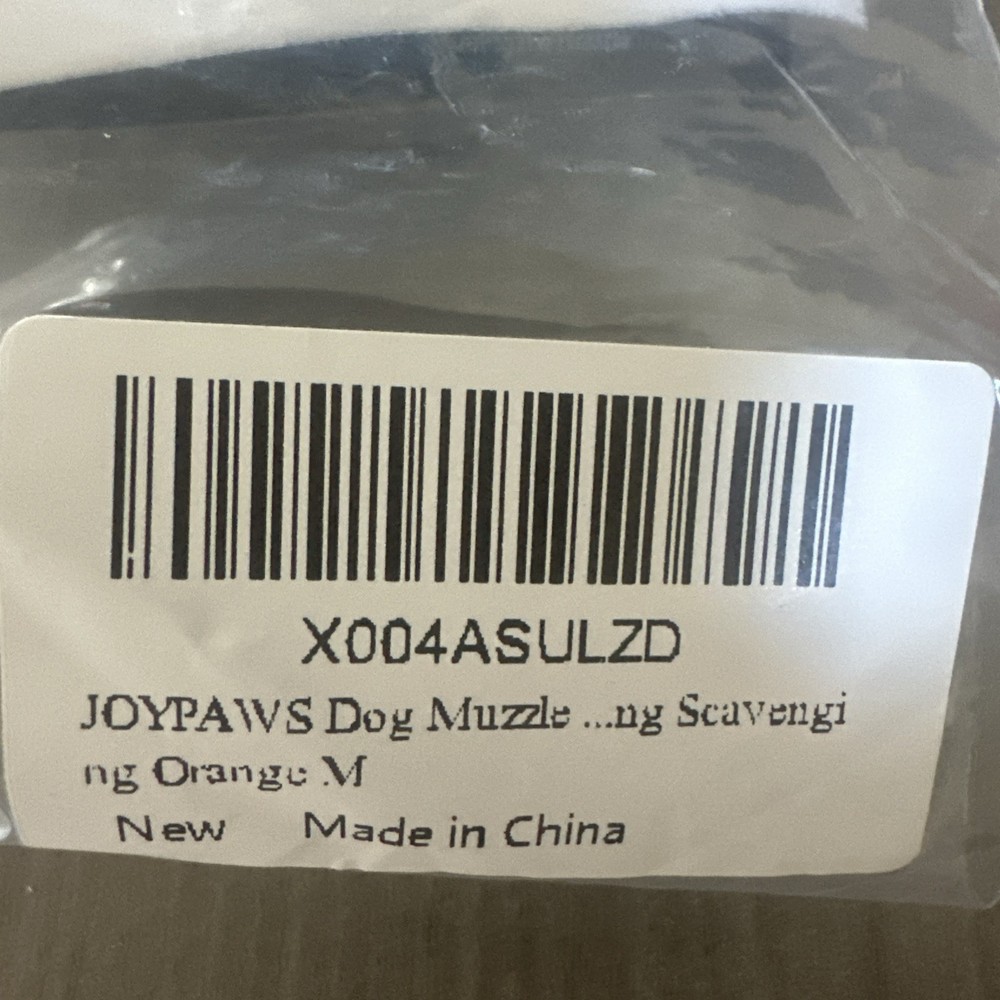 X004ASULZD
JOYPAWS Dog Muzzle ...ng Scavengi
ng Orange M
New Made in China